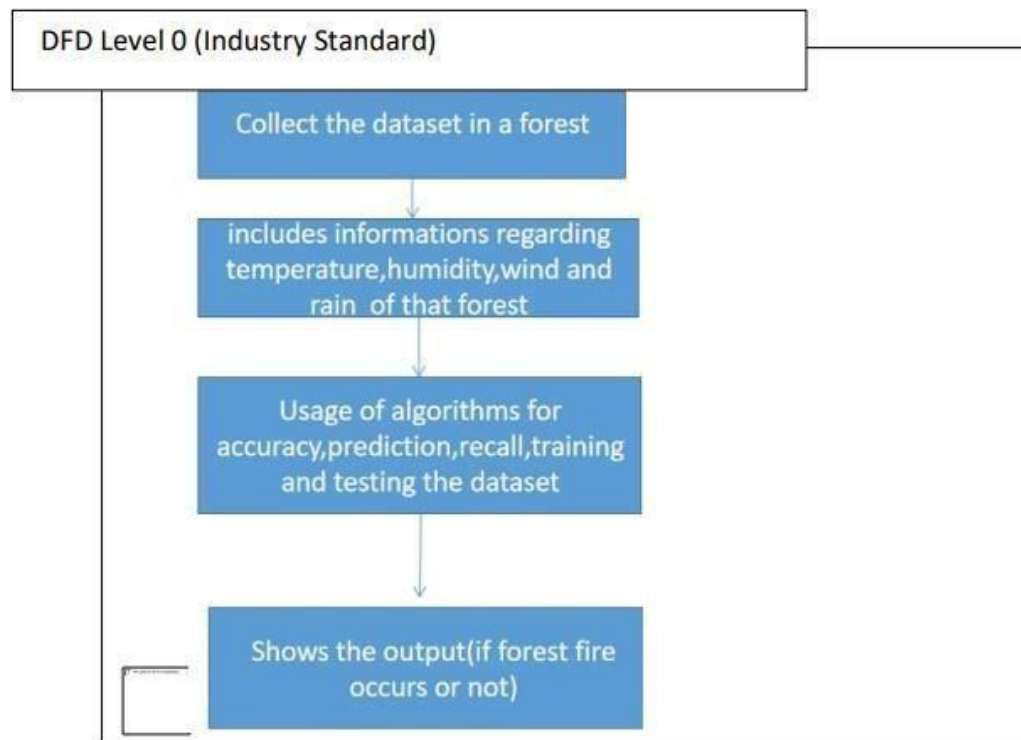 DFD Level 0 (Industry Standard)
Collect the dataset in a forest
includes informations regarding
temperature,humidity,wind and
rain of that forest
Usage of algorithms for
accuracy,prediction,recall,training
and testing the dataset
Shows the output(if forest fire
occurs or not)